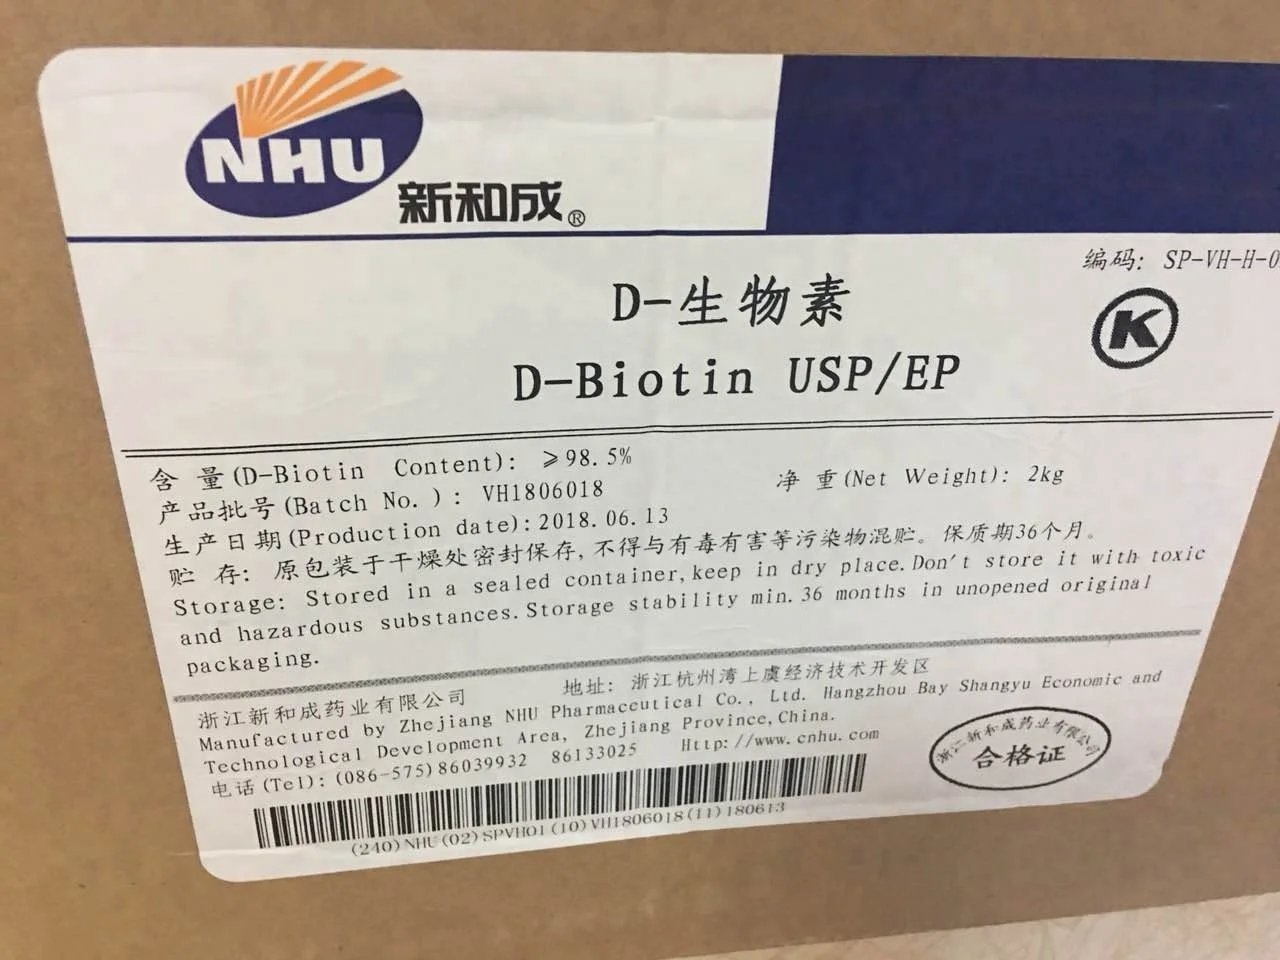 NHU
新和成®
编码: SP-VH-H-0
K
D-生物素
D-Biotin USP/EP
含 量(D-Biotin Content): ≥98.5%
产品批号(Batch No. ): VH1806018
净 重(Net Weight): 2kg
生产日期(Production date):2018.06.13
贮 存: 原包装于干燥处密封保存,不得与有毒有害等污染物混贮。保质期36个月。
Storage: Stored in a sealed container,keep in dry place.Don't store it with toxic
and hazardous substances.Storage stability min.36 months in unopened original
packaging.
浙江新和成药业有限公司 地址: 浙江杭州湾上虞经济技术开发区
Manufactured by Zhejiang NHU Pharmaceutical Co., Ltd. Hangzhou Bay Shangyu Economic and
Technological Development Area, Zhejiang Province,China.
电话(Tel):(086-575)86039932 86133025 Http://www.cnhu.com
浙江新和成药业有限公司
合格证
(240)NHU(02)SPVH01(10)VH1806018(11)180613